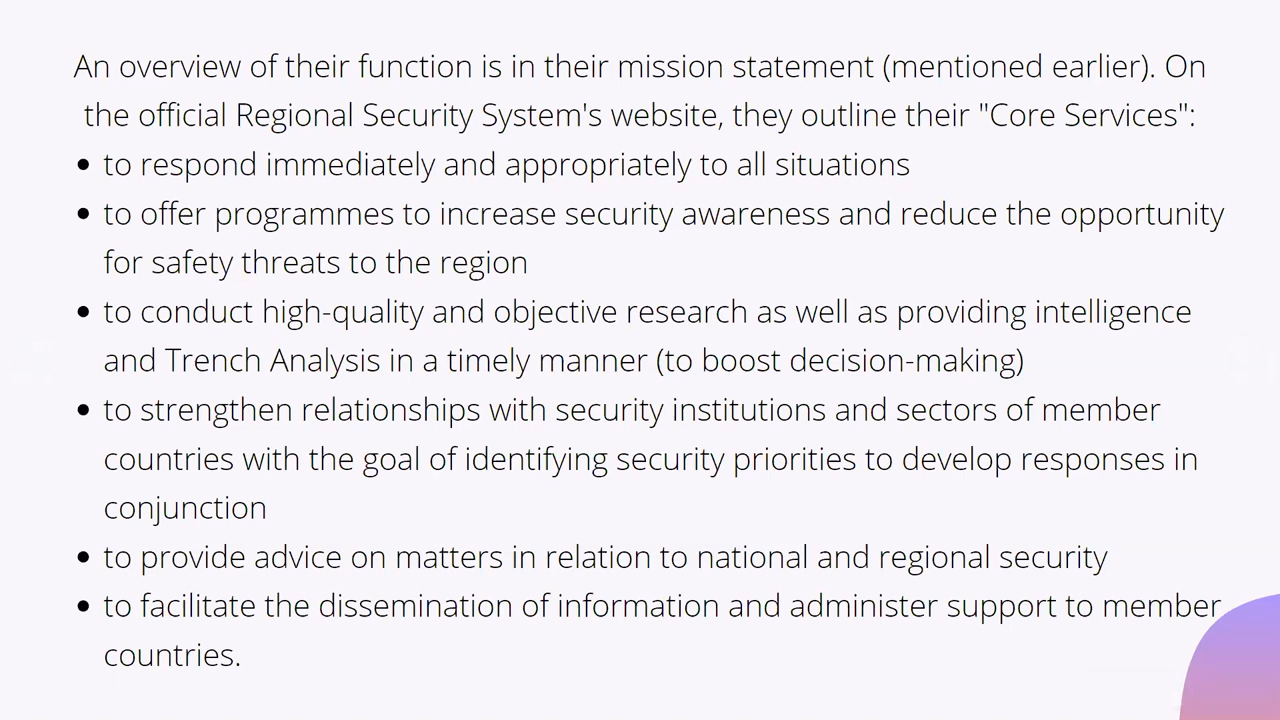 An overview of their function is in their mission statement (mentioned earlier). On
the official Regional Security System's website, they outline their "Core Services":
• to respond immediately and appropriately to all situations
• to offer programmes to increase security awareness and reduce the opportunity
for safety threats to the region
• to conduct high-quality and objective research as well as providing intelligence
and Trench Analysis in a timely manner (to boost decision-making)
• to strengthen relationships with security institutions and sectors of member
countries with the goal of identifying security priorities to develop responses in
conjunction
• to provide advice on matters in relation to national and regional security
• to facilitate the dissemination of information and administer support to member
countries.